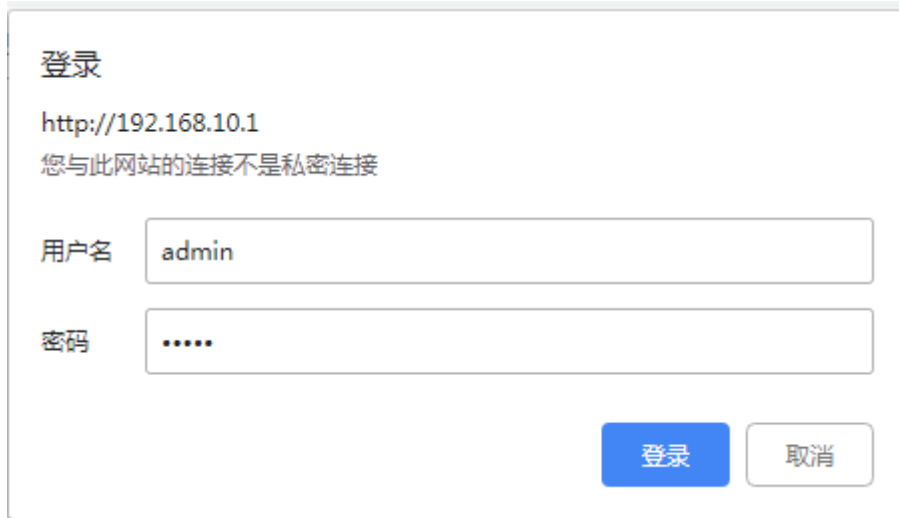 登录
http://192.168.10.1
您与此网站的连接不是私密连接
用户名 admin
密码 •••••
登录 取消